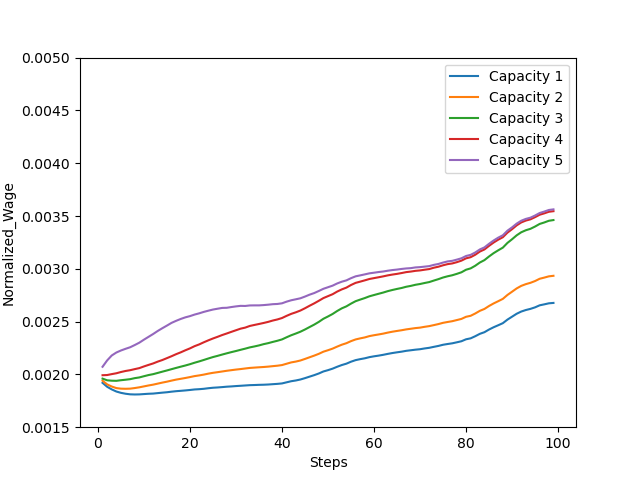 0.0050
0.0045
0.0040
0.0035
0.0030
0.0025
0.0020
0.0015
Normalized_Wage
0 20 40 60 80 100
Steps
Capacity 1
Capacity 2
Capacity 3
Capacity 4
Capacity 5